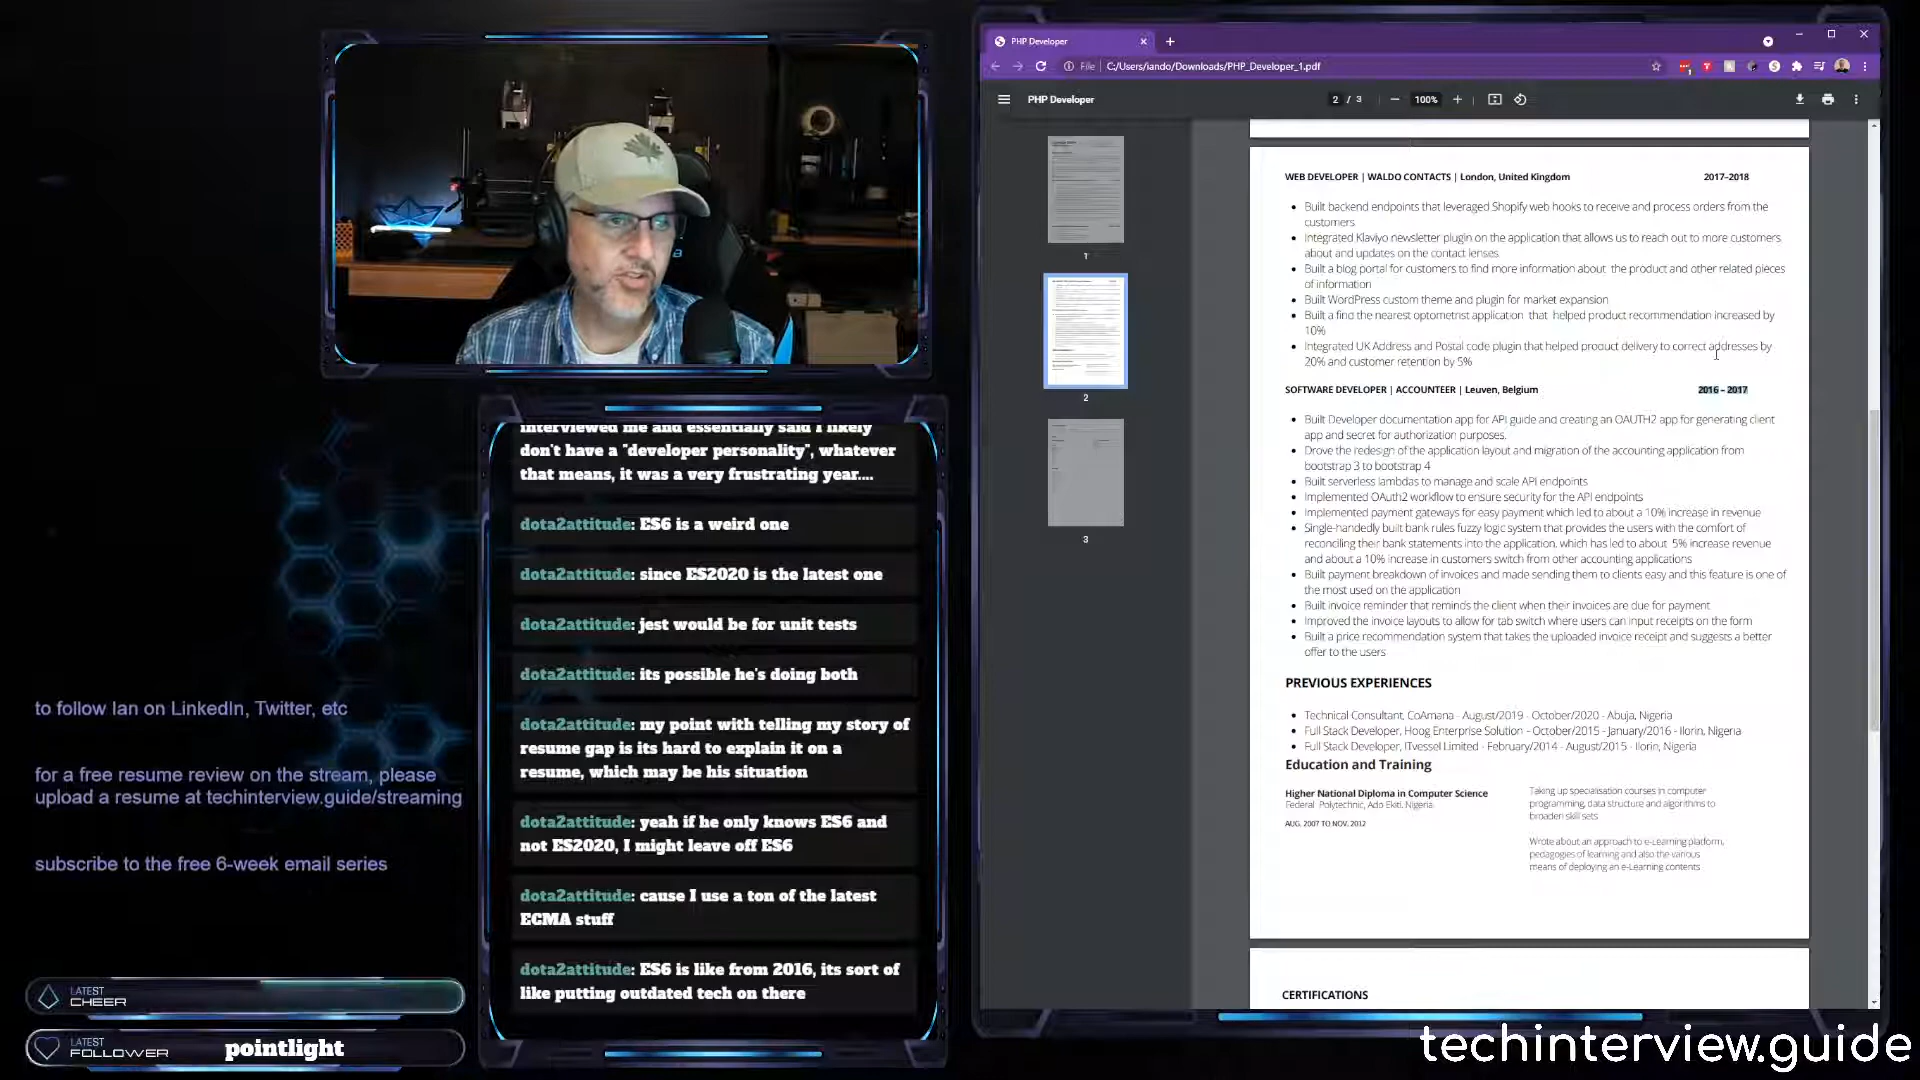 PHP Developer
File
C:/Users/iando/Downloads/PHP_Developer_1.pdf
PHP Developer
2 / 3
100%
1
2
3
WEB DEVELOPER | WALDO CONTACTS | London, United Kingdom 2017–2018
Built backend endpoints that leveraged Shopify web hooks to receive and process orders from the
customers
Integrated Klaviyo newsletter plugin on the application that allows us to reach out to more customers
about and updates on the contact lenses.
Built a blog portal for customers to find more information about the product and other related pieces
of information
Built WordPress custom theme and plugin for market expansion
Built a find the nearest optometrist application that helped product recommendation increased by
10%
Integrated UK Address and Postal code plugin that helped product delivery to correct addresses by
20% and customer retention by 5%
SOFTWARE DEVELOPER | ACCOUNTEER | Leuven, Belgium 2016 – 2017
Built Developer documentation app for API guide and creating an OAUTH2 app for generating client
app and secret for authorization purposes.
Drove the redesign of the application layout and migration of the accounting application from
bootstrap 3 to bootstrap 4
Built serverless lambdas to manage and scale API endpoints
Implemented OAuth2 workflow to ensure security for the API endpoints
Implemented payment gateways for easy payment which led to about a 10% increase in revenue
Single-handedly built bank rules fuzzy logic system that provides the users with the comfort of
reconciling their bank statements into the application, which has led to about 5% increase revenue
and about a 10% increase in customers switch from other accounting applications
Built payment breakdown of invoices and made sending them to clients easy and this feature is one of
the most used on the application
Built invoice reminder that reminds the client when their invoices are due for payment
Improved the invoice layouts to allow for tab switch where users can input receipts on the form
Built a price recommendation system that takes the uploaded invoice receipt and suggests a better
offer to the users
PREVIOUS EXPERIENCES
Technical Consultant, CoAmana - August/2019 - October/2020 - Abuja, Nigeria
Full Stack Developer, Hoog Enterprise Solution - October/2015 - January/2016 - Ilorin, Nigeria
Full Stack Developer, ITvessel Limited - February/2014 - August/2015 - Ilorin, Nigeria
Education and Training
Higher National Diploma in Computer Science
Federal Polytechnic, Ado Ekiti. Nigeria.
AUG. 2007 TO NOV. 2012
Taking up specialisation courses in computer
programming, data structure and algorithms to
broaden skill sets
Wrote about an approach to e-Learning platform,
pedagogies of learning and also the various
means of deploying an e-Learning contents
CERTIFICATIONS
interviewed me and essentially said I likely
don't have a "developer personality", whatever
that means, it was a very frustrating year....
dota2attitude: ES6 is a weird one
dota2attitude: since ES2020 is the latest one
dota2attitude: jest would be for unit tests
dota2attitude: its possible he's doing both
dota2attitude: my point with telling my story of
resume gap is its hard to explain it on a
resume, which may be his situation
dota2attitude: yeah if he only knows ES6 and
not ES2020, I might leave off ES6
dota2attitude: cause I use a ton of the latest
ECMA stuff
dota2attitude: ES6 is like from 2016, its sort of
like putting outdated tech on there
to follow Ian on LinkedIn, Twitter, etc
for a free resume review on the stream, please
upload a resume at techinterview.guide/streaming
subscribe to the free 6-week email series
LATEST
CHEER
LATEST
FOLLOWER
pointlight
techinterview.guide